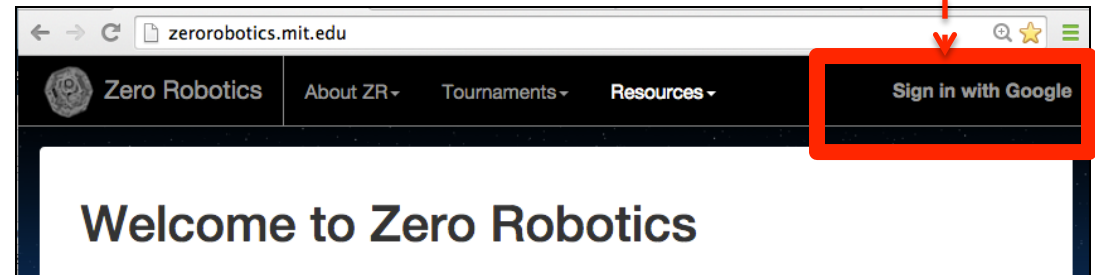 zerorobotics.mit.edu
Zero Robotics About ZR Tournaments Resources Sign in with Google
Welcome to Zero Robotics